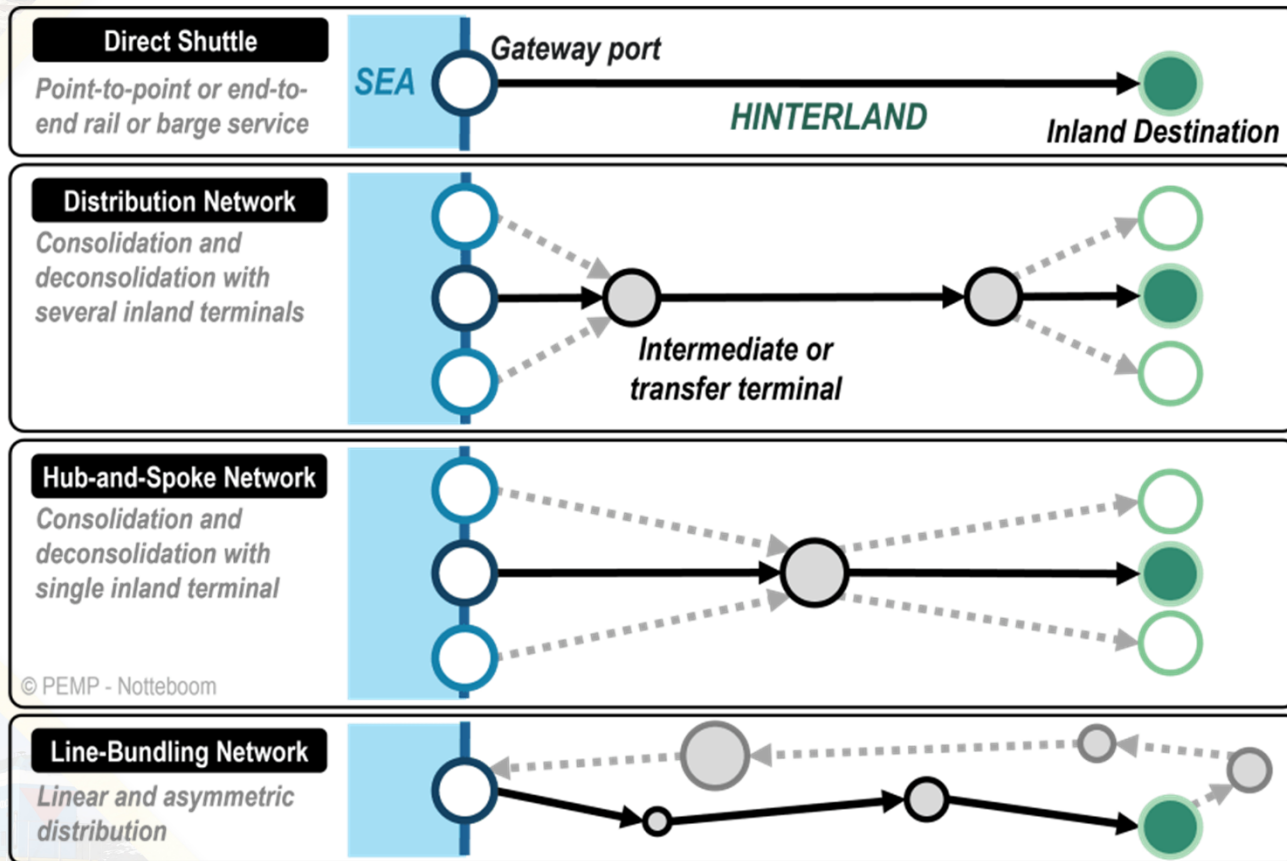 Direct Shuttle
Point-to-point or end-to-
end rail or barge service
SEA
Gateway port
HINTERLAND
Inland Destination
Distribution Network
Consolidation and
deconsolidation with
several inland terminals
Intermediate or
transfer terminal
Hub-and-Spoke Network
Consolidation and
deconsolidation with
single inland terminal
© PEMP - Notteboom
Line-Bundling Network
Linear and asymmetric
distribution